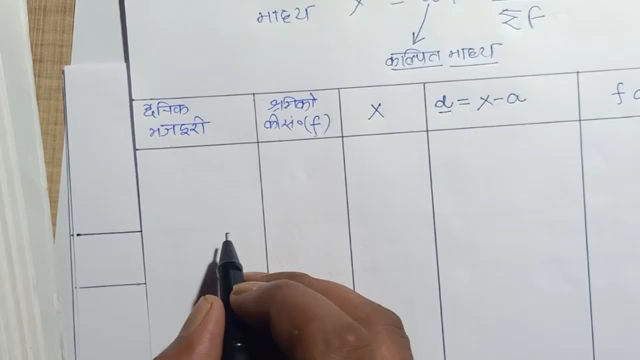 माध्य x̄ =
Σf
कल्पित माध्य
दैनिक मजदूरी
श्रमिको की सं०(f)
x
d = x-a
f